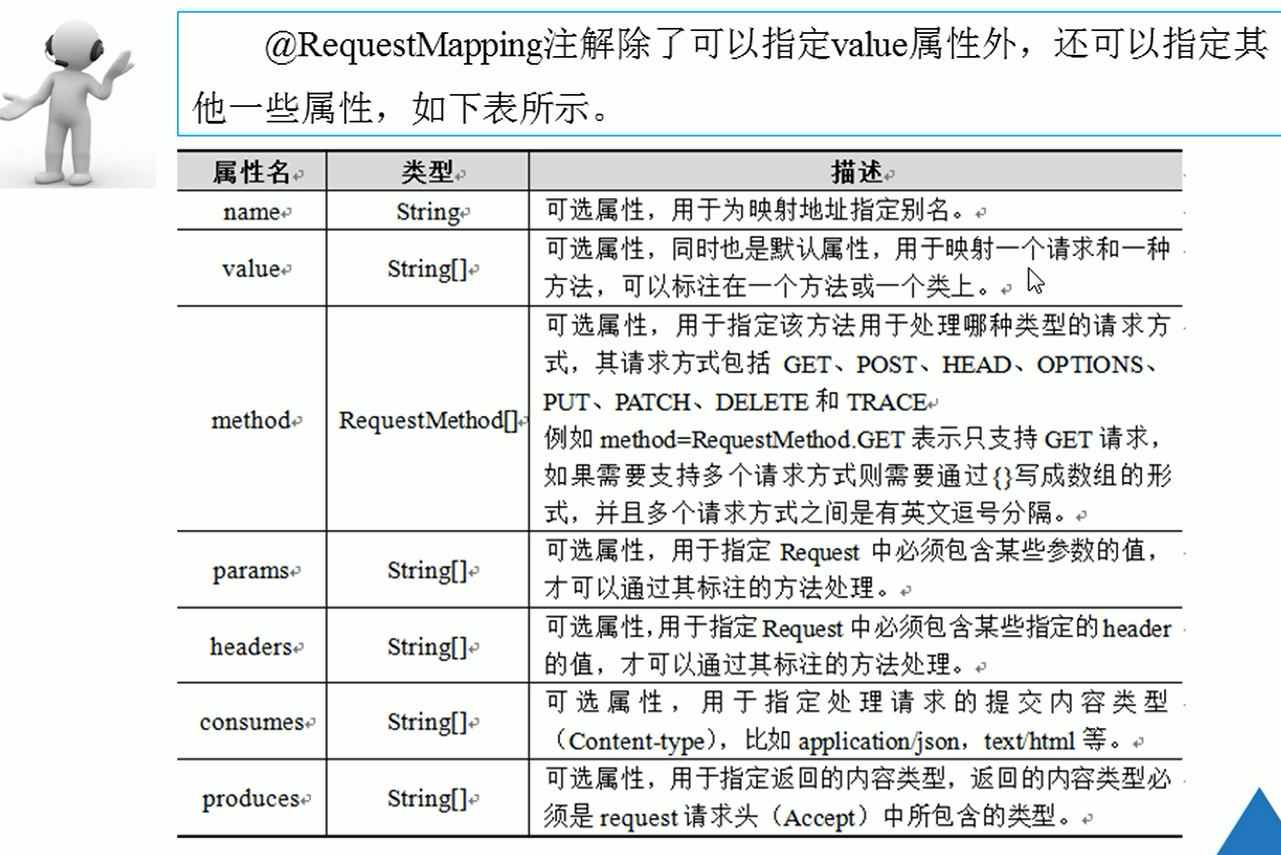 @RequestMapping注解除了可以指定value属性外，还可以指定其
他一些属性，如下表所示。
属性名 类型 描述
name String 可选属性，用于为映射地址指定别名。
value String[] 可选属性，同时也是默认属性，用于映射一个请求和一种
方法，可以标注在一个方法或一个类上。
method RequestMethod[] 可选属性，用于指定该方法用于处理哪种类型的请求方
式，其请求方式包括 GET、POST、HEAD、OPTIONS、
PUT、PATCH、DELETE 和 TRACE
例如 method=RequestMethod.GET 表示只支持 GET 请求，
如果需要支持多个请求方式则需要通过{}写成数组的形
式，并且多个请求方式之间是有英文逗号分隔。
params String[] 可选属性，用于指定 Request 中必须包含某些参数的值，
才可以通过其标注的方法处理。
headers String[] 可选属性，用于指定 Request 中必须包含某些指定的 header
的值，才可以通过其标注的方法处理。
consumes String[] 可选属性，用于指定处理请求的提交内容类型
（Content-type），比如 application/json，text/html 等。
produces String[] 可选属性，用于指定返回的内容类型，返回的内容类型必
须是 request 请求头（Accept）中所包含的类型。